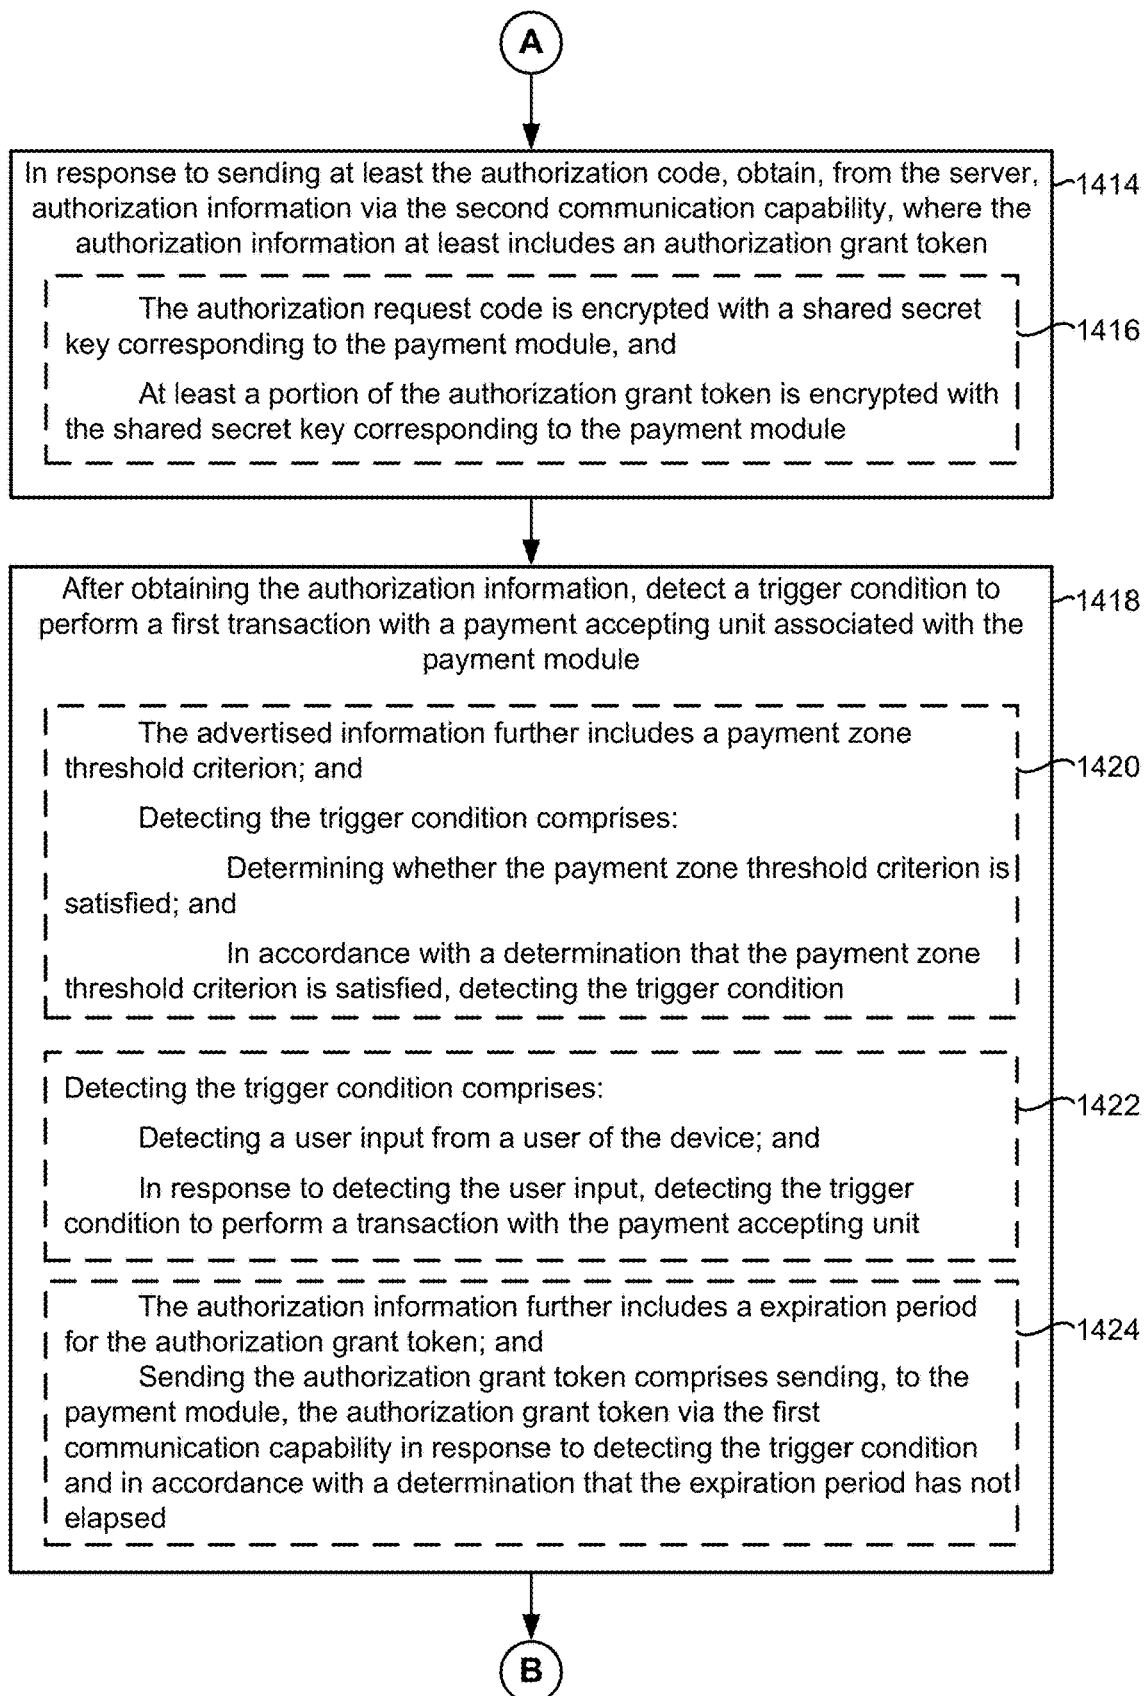 A
In response to sending at least the authorization code, obtain, from the server,
authorization information via the second communication capability, where the
authorization information at least includes an authorization grant token
1414
The authorization request code is encrypted with a shared secret
key corresponding to the payment module, and
1416
At least a portion of the authorization grant token is encrypted with
the shared secret key corresponding to the payment module
After obtaining the authorization information, detect a trigger condition to
perform a first transaction with a payment accepting unit associated with the
payment module
1418
The advertised information further includes a payment zone
threshold criterion; and
1420
Detecting the trigger condition comprises:
Determining whether the payment zone threshold criterion is
satisfied; and
In accordance with a determination that the payment zone
threshold criterion is satisfied, detecting the trigger condition
Detecting the trigger condition comprises:
1422
Detecting a user input from a user of the device; and
In response to detecting the user input, detecting the trigger
condition to perform a transaction with the payment accepting unit
The authorization information further includes a expiration period
for the authorization grant token; and
1424
Sending the authorization grant token comprises sending, to the
payment module, the authorization grant token via the first
communication capability in response to detecting the trigger condition
and in accordance with a determination that the expiration period has not
elapsed
B